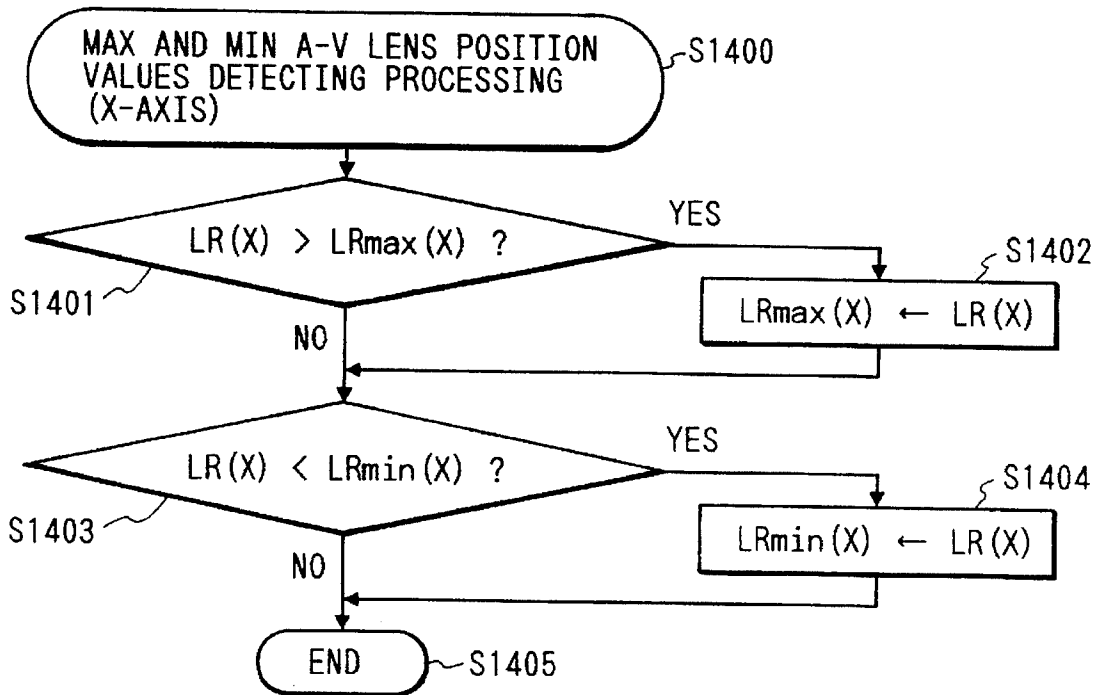 MAX AND MIN A-V LENS POSITION
VALUES DETECTING PROCESSING
(X-AXIS)
S1400
LR(X) > LRmax(X) ?
YES
S1401
S1402
LRmax(X) ← LR(X)
NO
LR(X) < LRmin(X) ?
YES
S1403
S1404
LRmin(X) ← LR(X)
NO
END
S1405